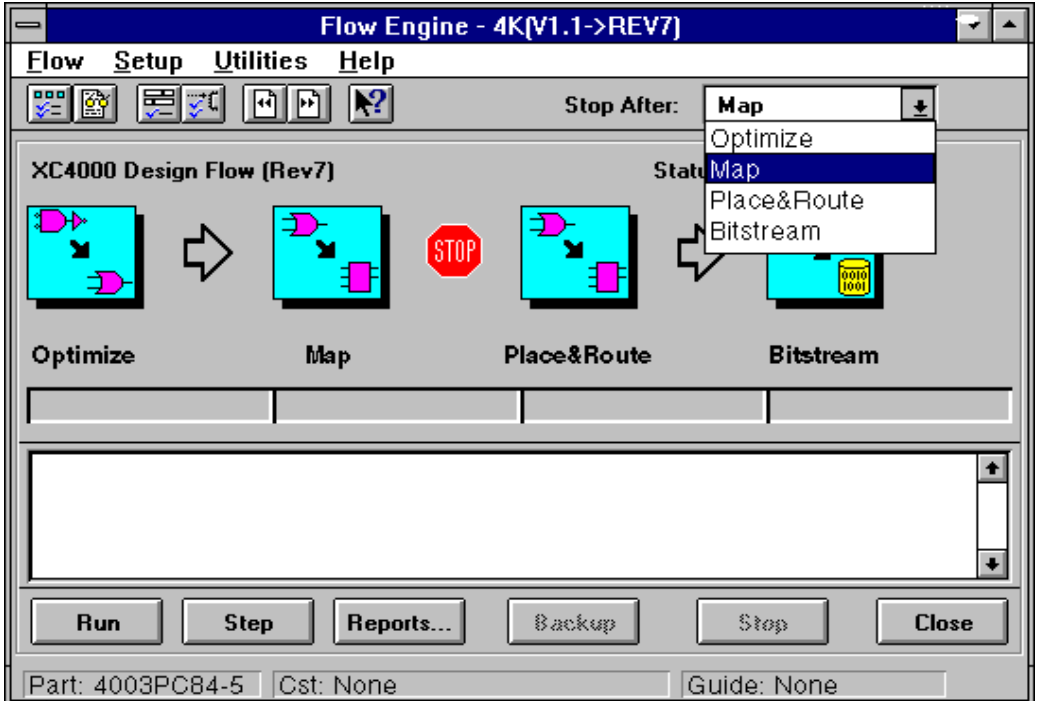 Flow Engine - 4K(V1.1->REV7)
Flow Setup Utilities Help
Stop After: Map
Optimize
Map
Place&Route
Bitstream
XC4000 Design Flow (Rev7)
STOP
0010
1001
Optimize Map Place&Route Bitstream
Run Step Reports... Backup Stop Close
Part: 4003PC84-5 Cst: None Guide: None